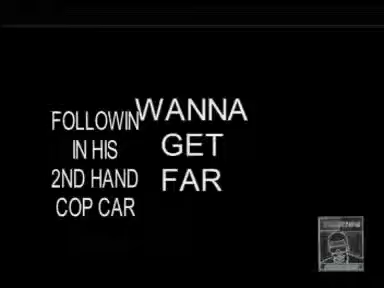 FOLLOWIN
IN HIS
2ND HAND
COP CAR
WANNA
GET
FAR